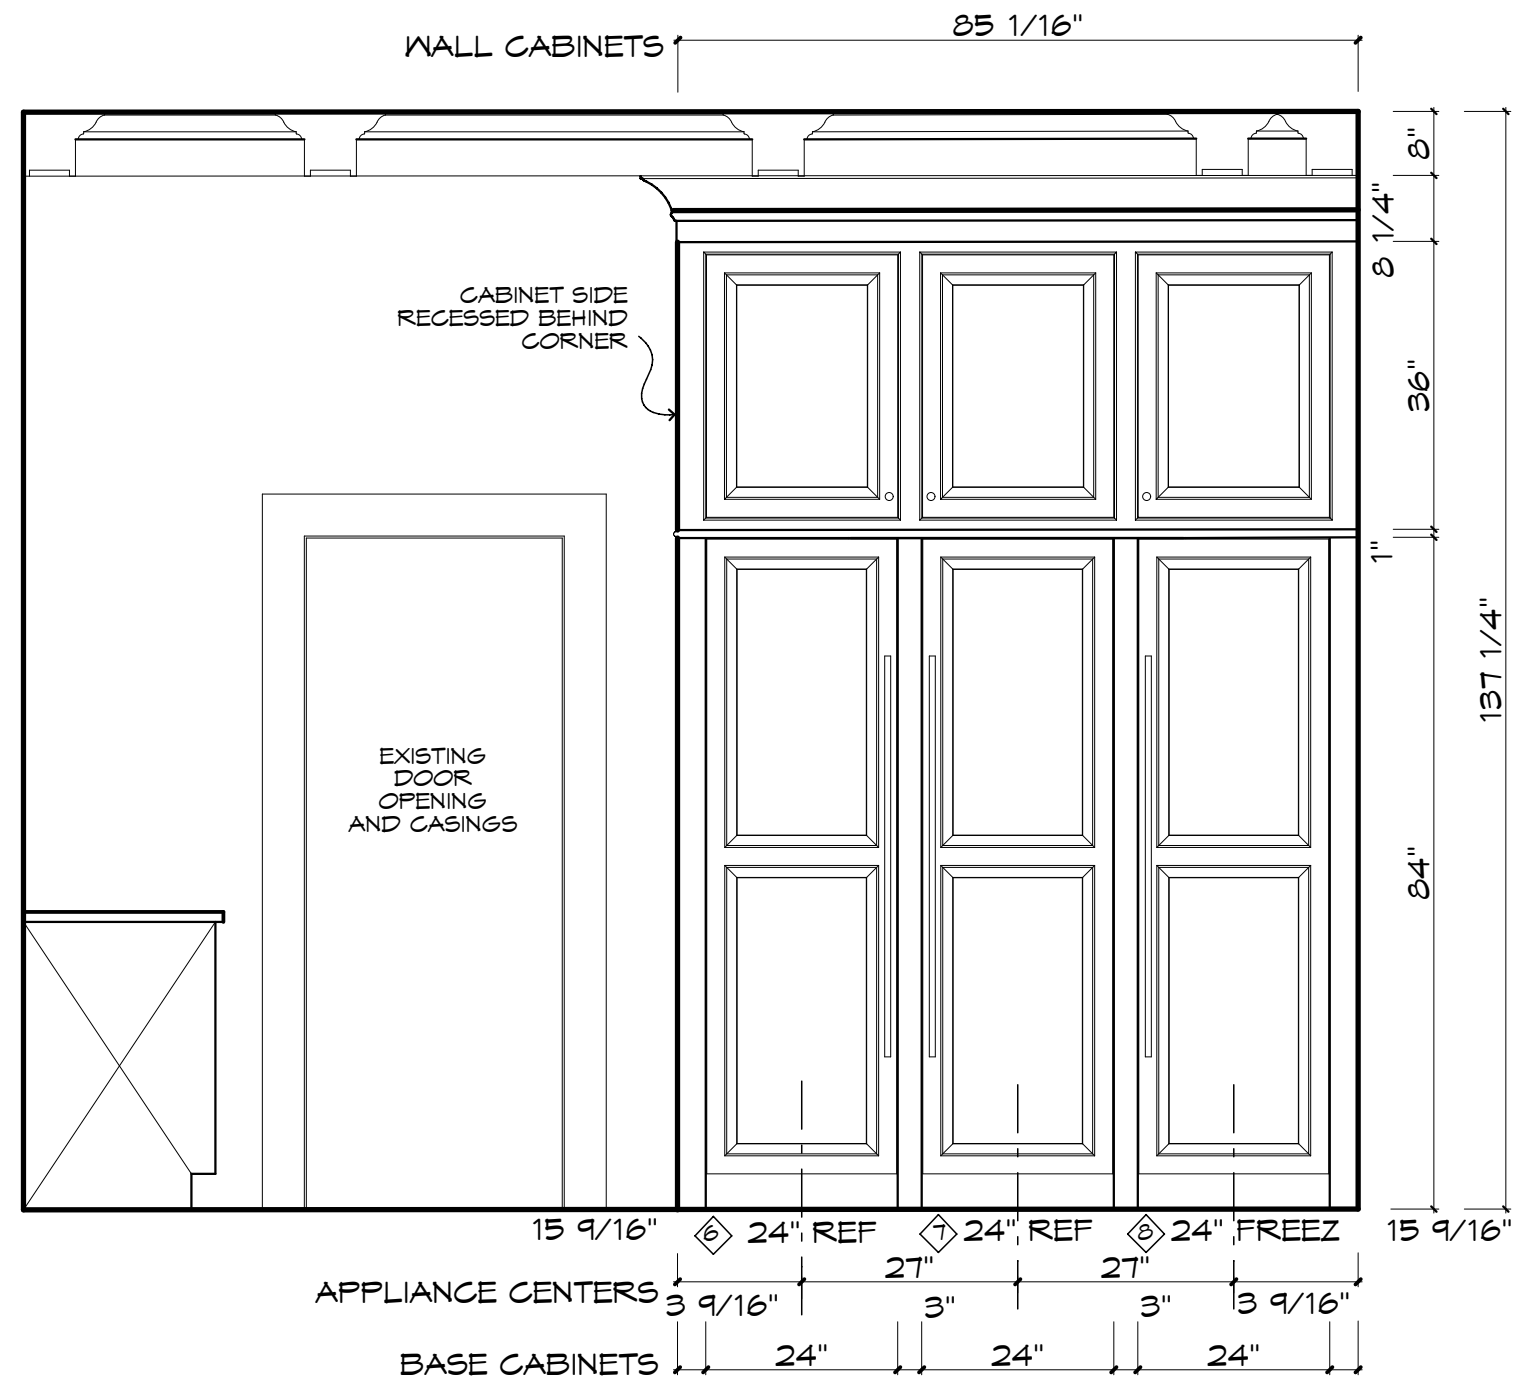 85 1/16"
WALL CABINETS
8"
8 1/4"
CABINET SIDE
RECESSED BEHIND
CORNER
36"
1"
137 1/4"
EXISTING
DOOR
OPENING
AND CASINGS
84"
15 9/16" 6 24" REF 7 24" REF 8 24" FREEZ 15 9/16"
27" 27"
APPLIANCE CENTERS
3 9/16" 3" 3" 3 9/16"
BASE CABINETS 24" 24" 24"